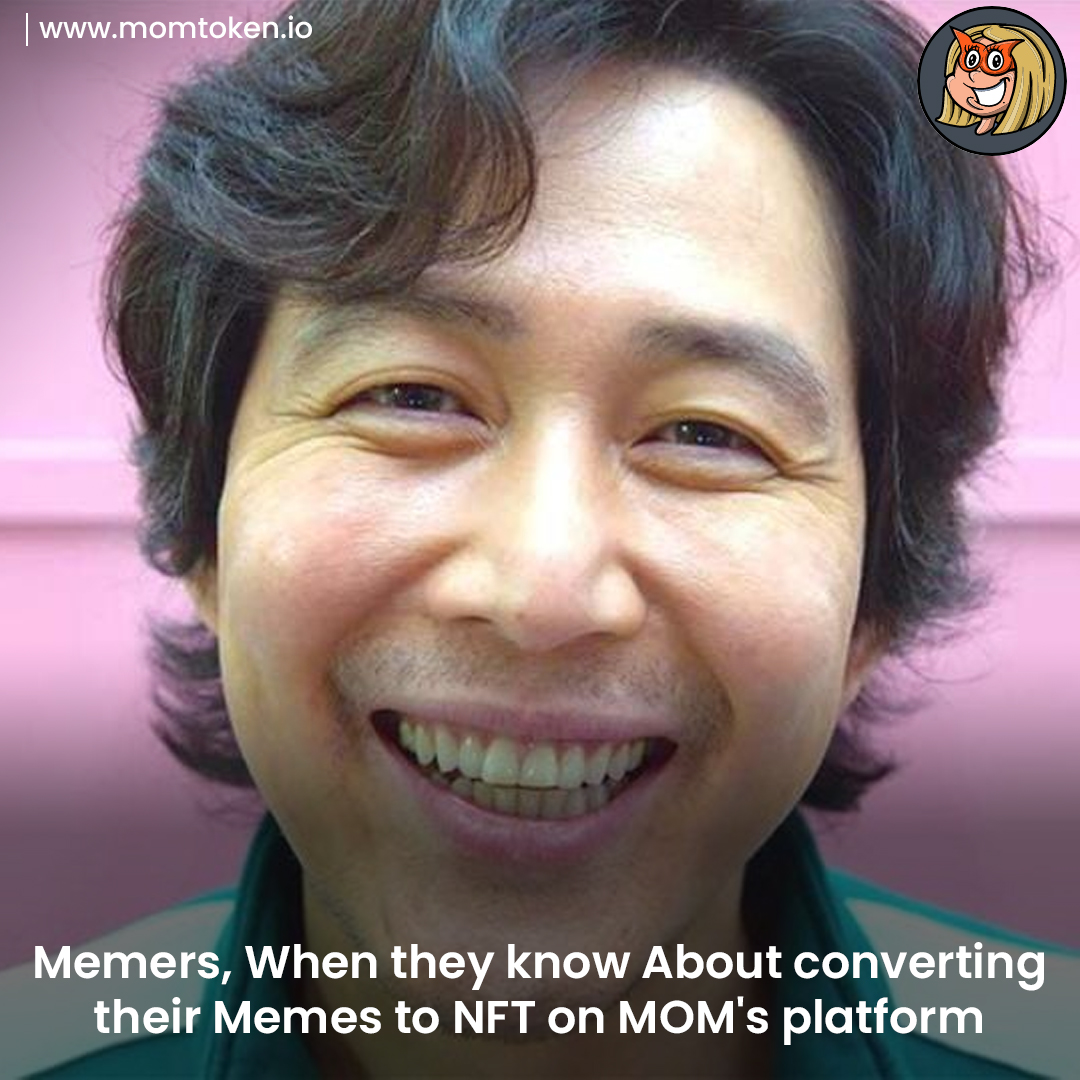 www.momtoken.io
Memers, When they know About converting
their Memes to NFT on MOM's platform